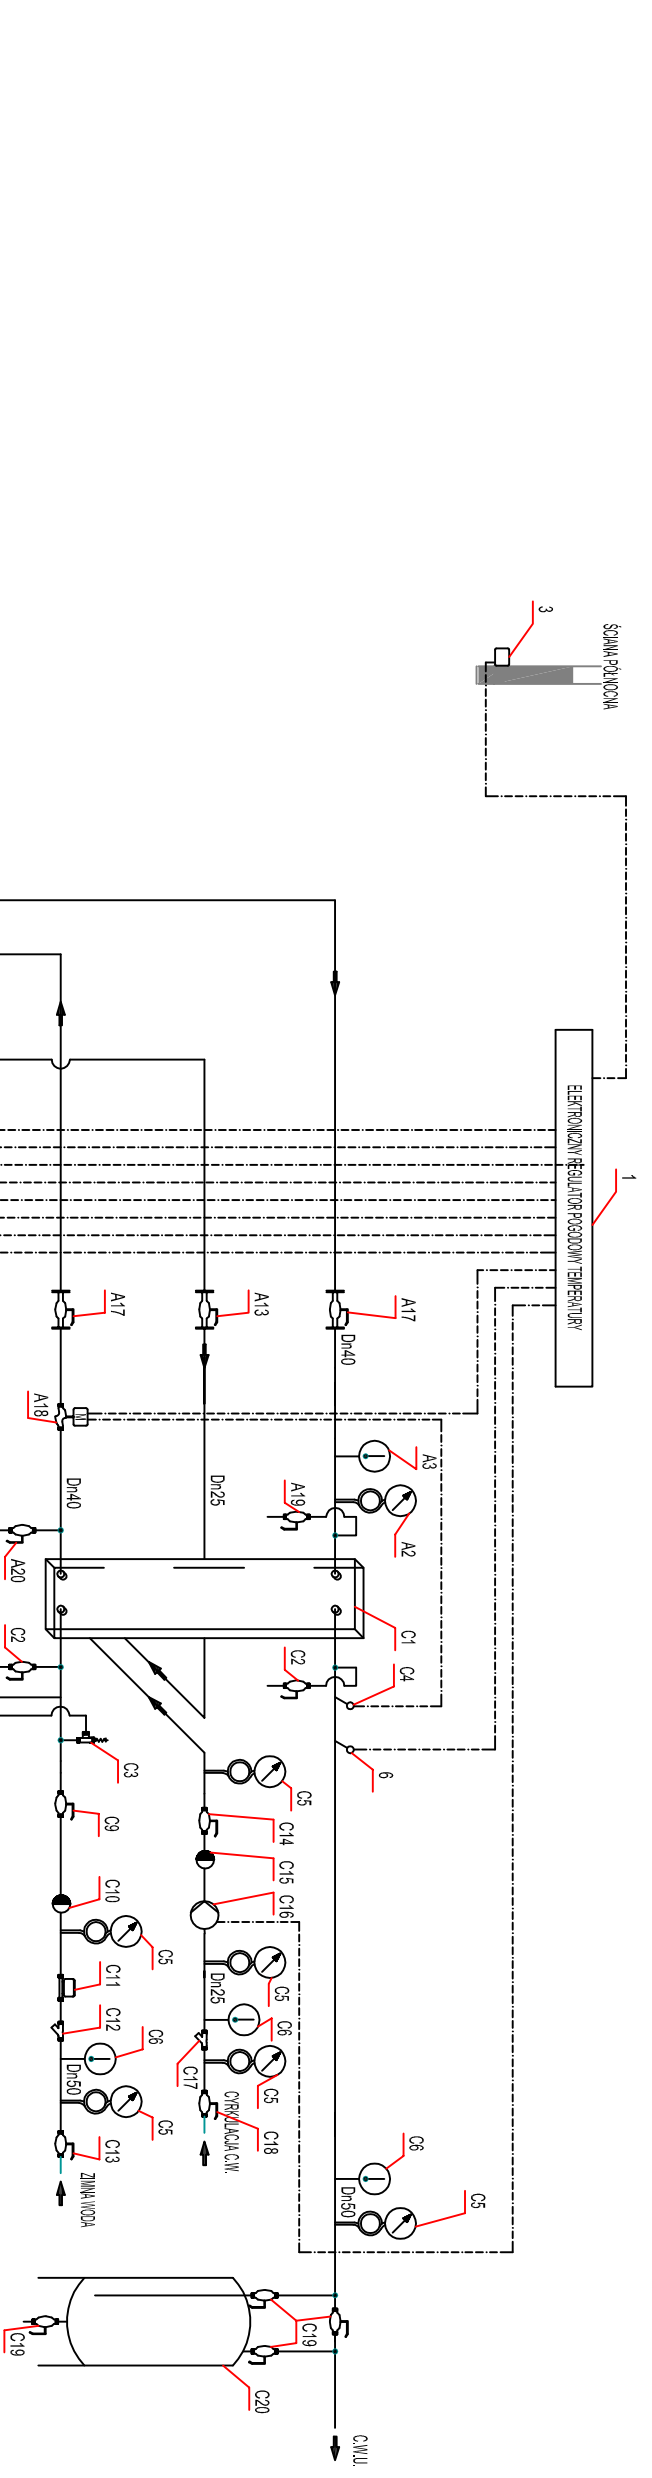 3
ŚCIANA PÓŁNOCNA
1
ELEKTRONICZNY REGULATOR POGODOWY TEMPERATURY
A17
A13
A17
Dn40
A18
M
Dn40
Dn25
A3
A2
A19
A20
C1
C2
C2
C4
6
C3
C5
C9
C14
C15
C16
C10
C5
C11
C12
C6
Dn50
C5
C13
ZIMNA WODA
Dn25
C5
C6
C17
C5
C18
CYRKULACJA C.W.
C6
C5
Dn50
C19
C19
C20
C.W.U.